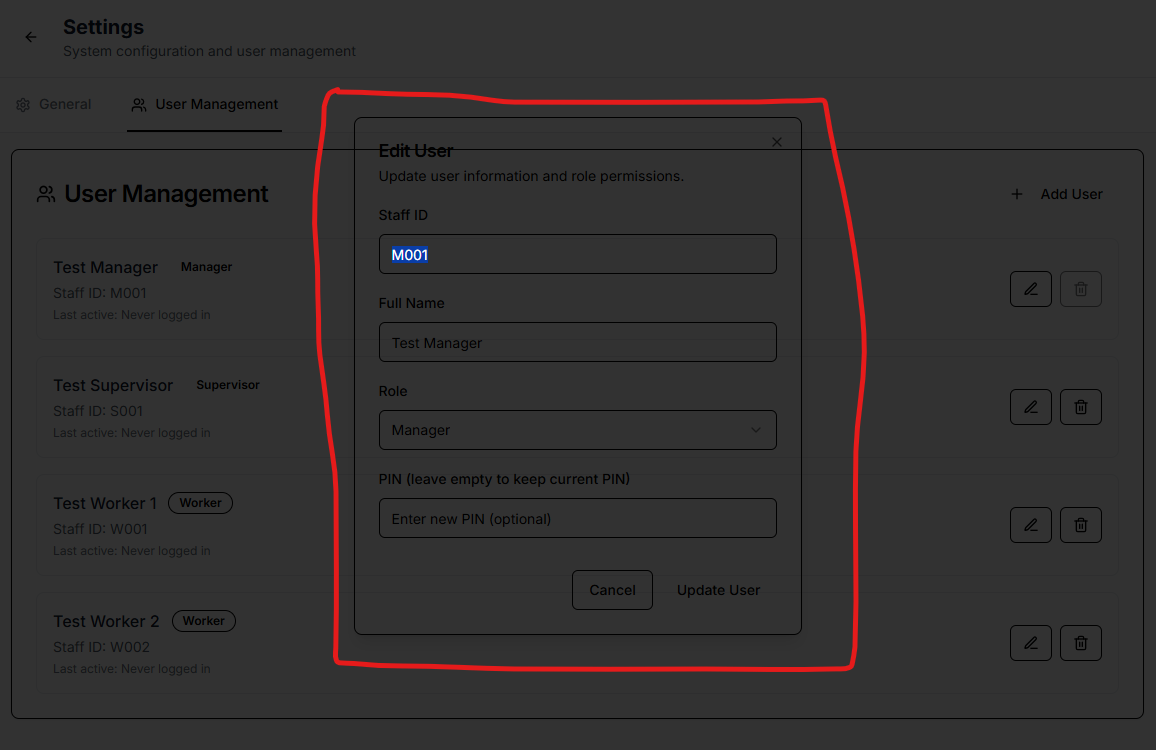 Settings
System configuration and user management
General
User Management
User Management
Add User
Test Manager Manager
Staff ID: M001
Last active: Never logged in
Test Supervisor Supervisor
Staff ID: S001
Last active: Never logged in
Test Worker 1 Worker
Staff ID: W001
Last active: Never logged in
Test Worker 2 Worker
Staff ID: W002
Last active: Never logged in
Edit User
Update user information and role permissions.
Staff ID
M001
Full Name
Test Manager
Role
Manager
PIN (leave empty to keep current PIN)
Enter new PIN (optional)
Cancel
Update User